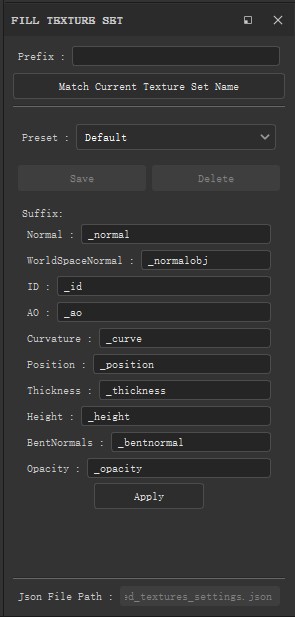 FILL TEXTURE SET
Prefix :
Match Current Texture Set Name
Preset : Default
Save Delete
Suffix:
Normal : _normal
WorldSpaceNormal : _normalobj
ID : _id
AO : _ao
Curvature : _curve
Position : _position
Thickness : _thickness
Height : _height
BentNormals : _bentnormal
Opacity : _opacity
Apply
Json File Path : ed_textures_settings.json